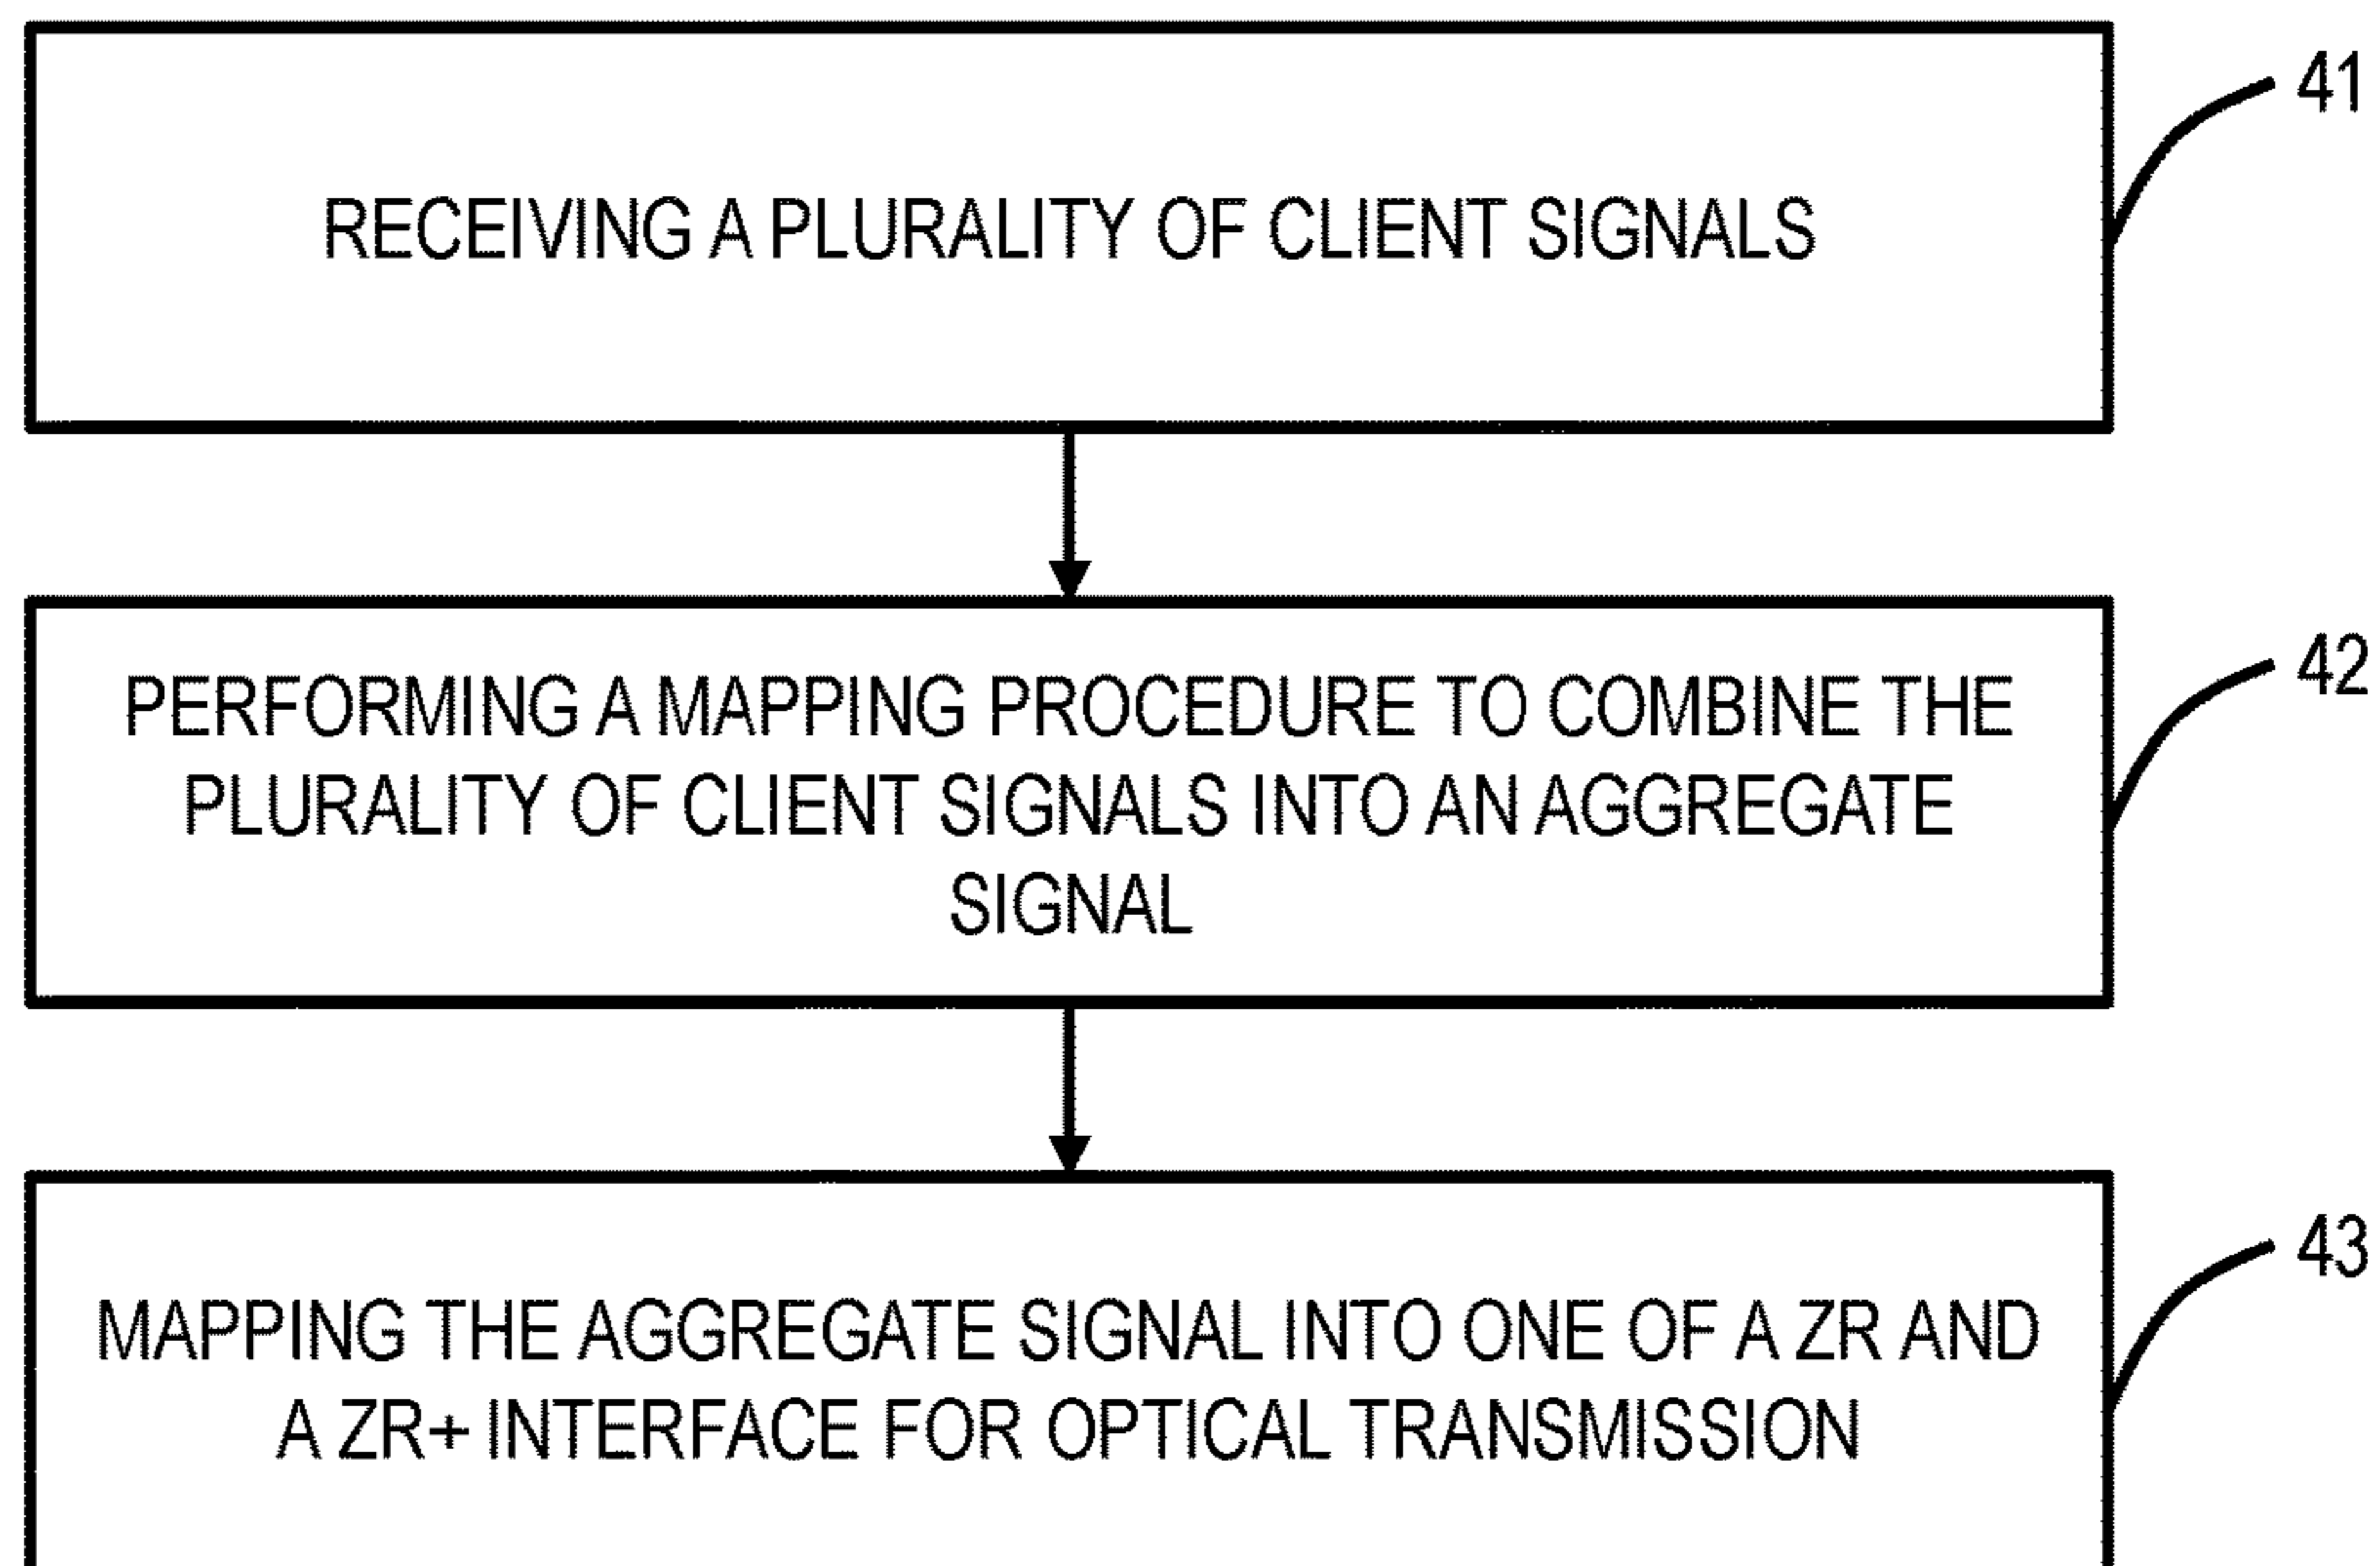 41
RECEIVING A PLURALITY OF CLIENT SIGNALS
42
PERFORMING A MAPPING PROCEDURE TO COMBINE THE
PLURALITY OF CLIENT SIGNALS INTO AN AGGREGATE
SIGNAL
43
MAPPING THE AGGREGATE SIGNAL INTO ONE OF A ZR AND
A ZR+ INTERFACE FOR OPTICAL TRANSMISSION